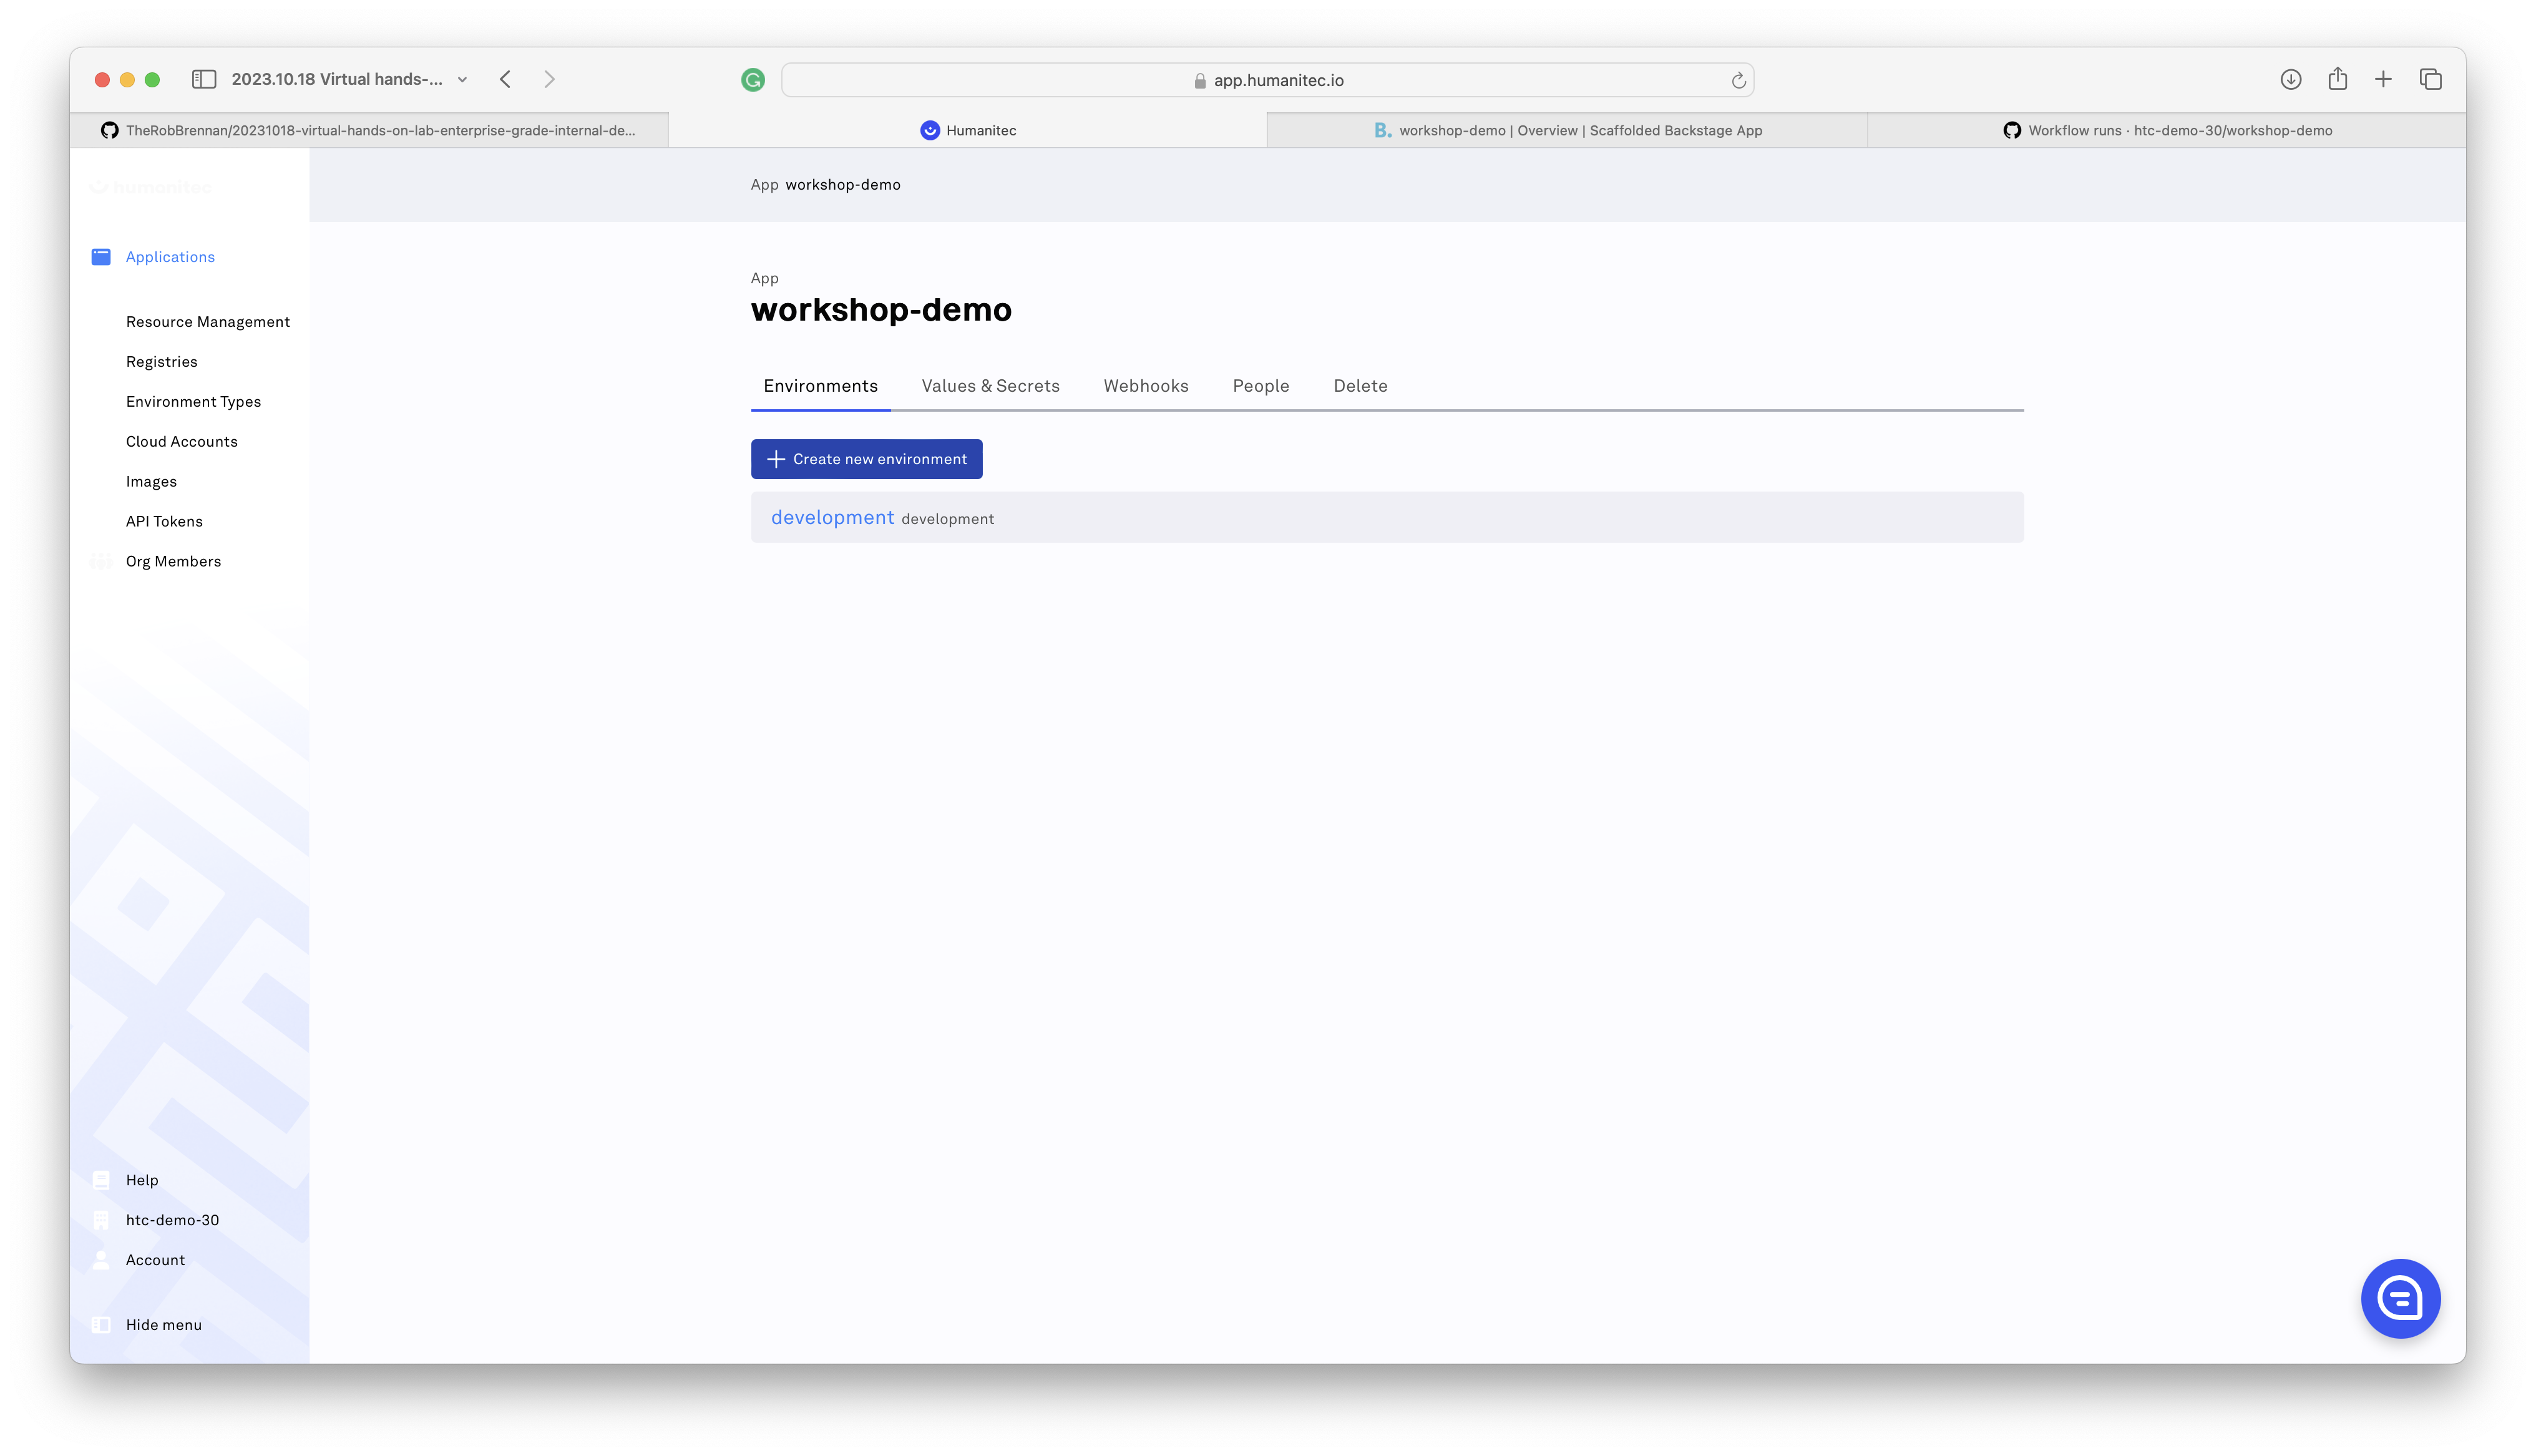 2023.10.18 Virtual hands-...
app.humanitec.io
TheRobBrennan/20231018-virtual-hands-on-lab-enterprise-grade-internal-de...
Humanitec
B. workshop-demo | Overview | Scaffolded Backstage App
Workflow runs · htc-demo-30/workshop-demo
humanitec
App workshop-demo
Applications
Resource Management
Registries
Environment Types
Cloud Accounts
Images
API Tokens
Org Members
App
workshop-demo
Environments Values & Secrets Webhooks People Delete
Create new environment
development development
Help
htc-demo-30
Account
Hide menu